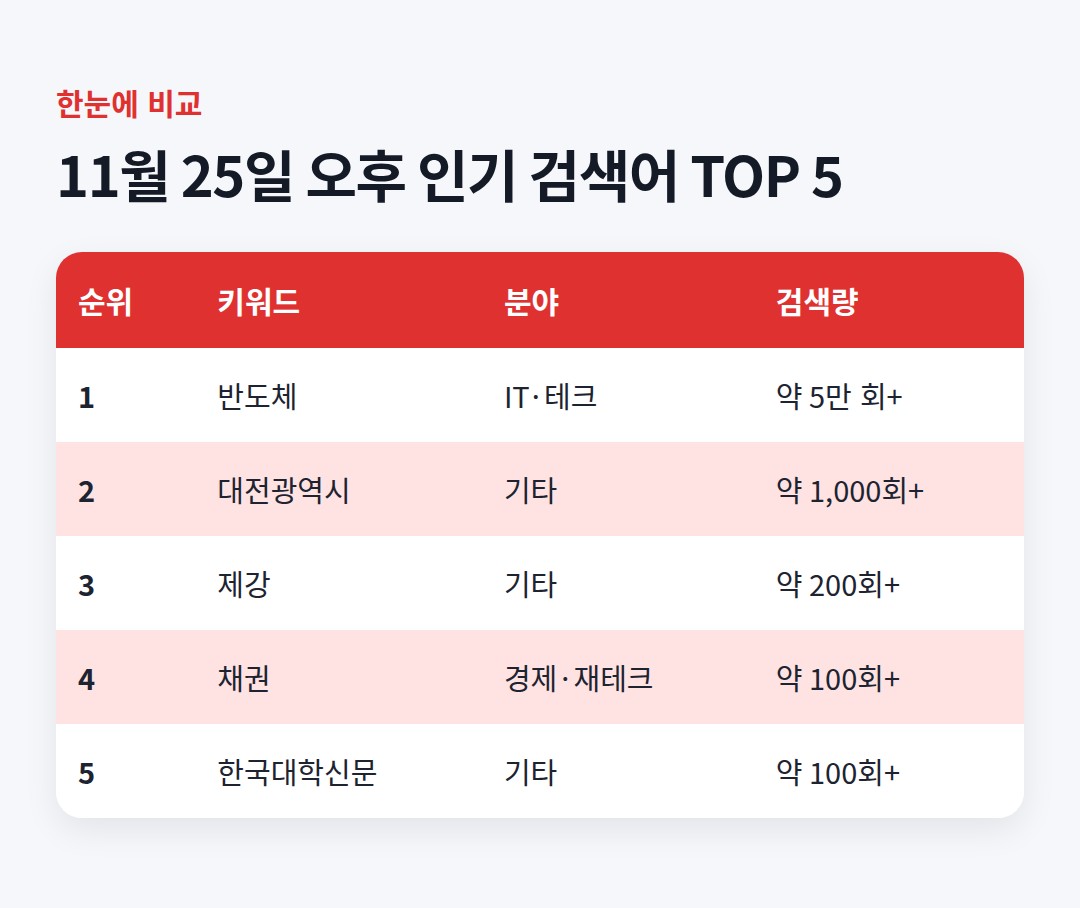 한눈에 비교
11월 25일 오후 인기 검색어 TOP 5
순위 키워드 분야 검색량
1 반도체 IT·테크 약 5만 회+
2 대전광역시 기타 약 1,000회+
3 제강 기타 약 200회+
4 채권 경제·재테크 약 100회+
5 한국대학신문 기타 약 100회+